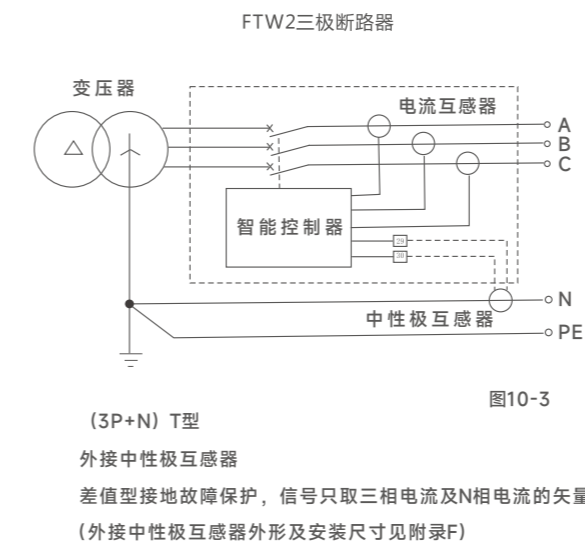 FTW2三极断路器
变压器
电流互感器
A
B
C
智能控制器
29
30
N
中性极互感器
PE
图10-3
(3P+N) T型
外接中性极互感器
差值型接地故障保护，信号只取三相电流及N相电流的矢量
(外接中性极互感器外形及安装尺寸见附录F)